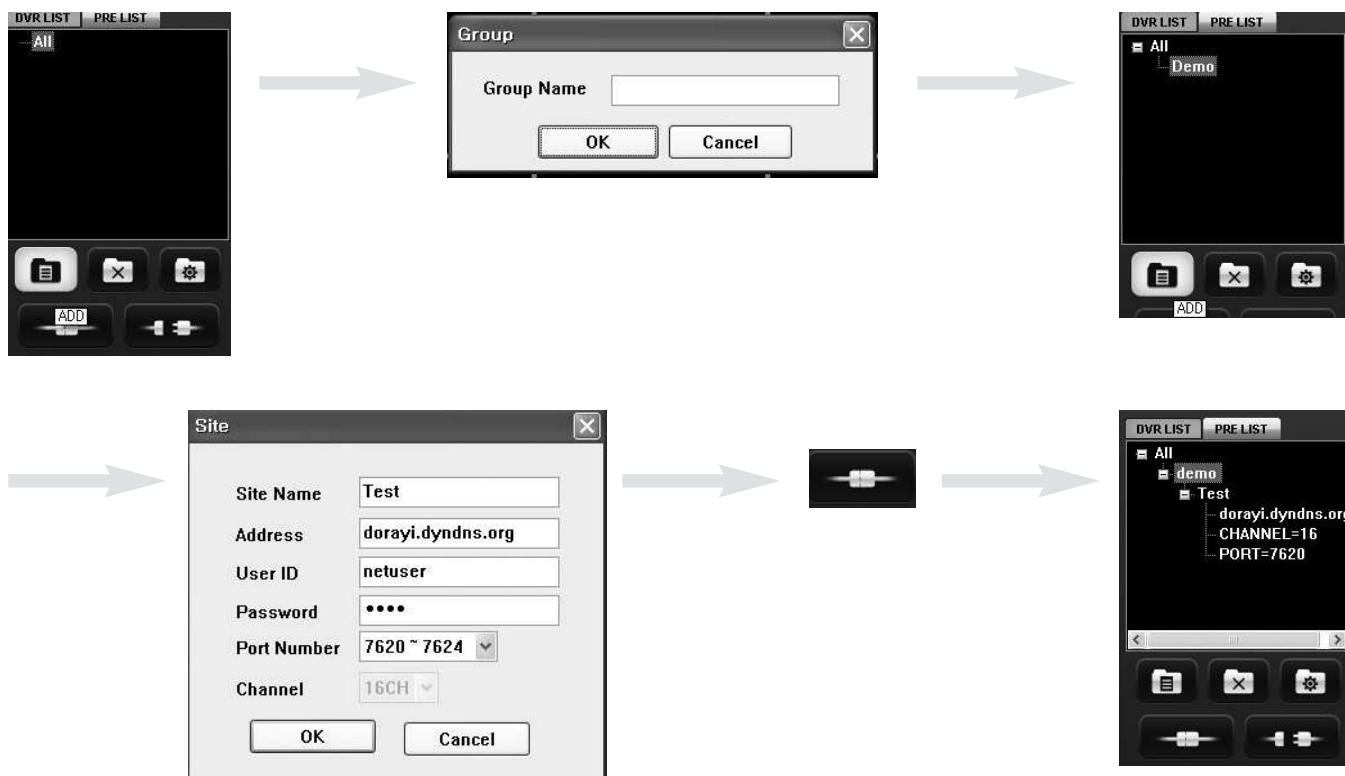 DVR LIST PRE LIST
All
ADD
Group
Group Name
OK Cancel
DVR LIST PRE LIST
All
Demo
ADD
Site
Site Name Test
Address dorayi.dyndns.org
User ID netuser
Password ••••
Port Number 7620 ~ 7624
Channel 16CH
OK Cancel
DVR LIST PRE LIST
All
demo
Test
dorayi.dyndns.org
CHANNEL=16
PORT=7620